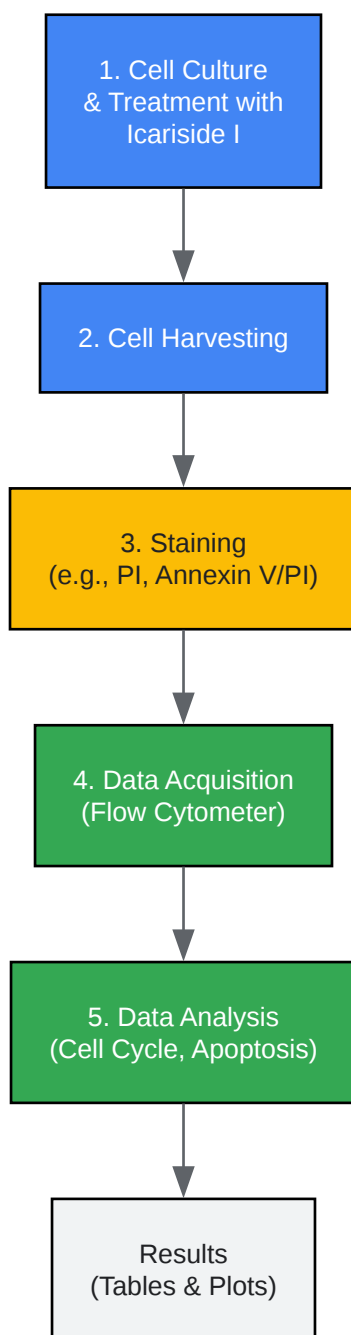 1. Cell Culture
& Treatment with
Icariside I
2. Cell Harvesting
3. Staining
(e.g., PI, Annexin V/PI)
4. Data Acquisition
(Flow Cytometer)
5. Data Analysis
(Cell Cycle, Apoptosis)
Results
(Tables & Plots)